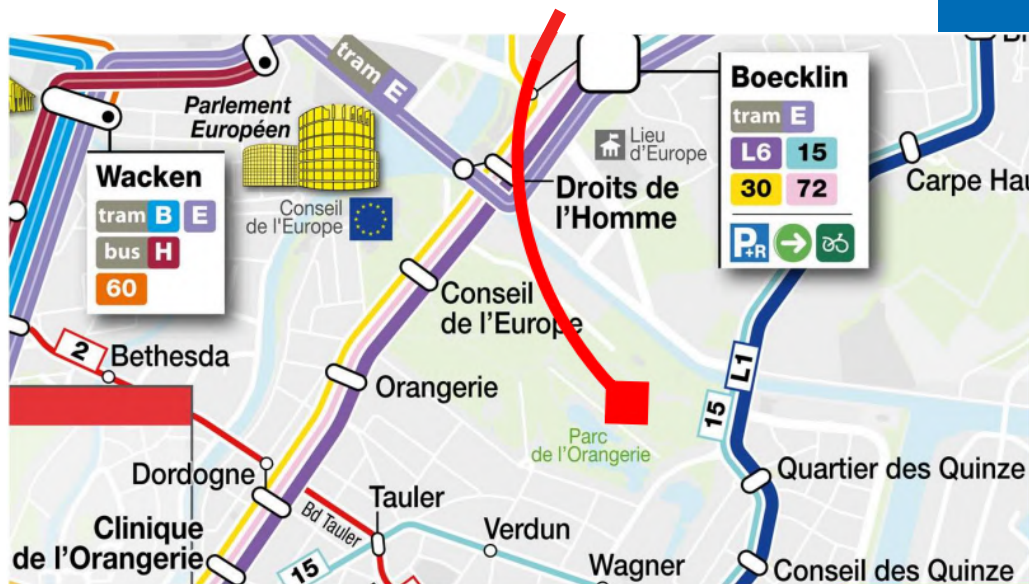 tram E
Parlement
Européen
Wacken
tram B E
bus H
60
Conseil
de l'Europe
Lieu
d'Europe
Droits de
l'Homme
Boecklin
tram E
L6 15
30 72
P+R
Carpe Hau
Conseil
de l'Europe
2
Bethesda
Orangerie
L1
15
Parc
de l'Orangerie
Dordogne
Quartier des Quinze
Bd Tauler
Tauler
Clinique
de l'Orangerie
Verdun
15
Wagner
Conseil des Quinze